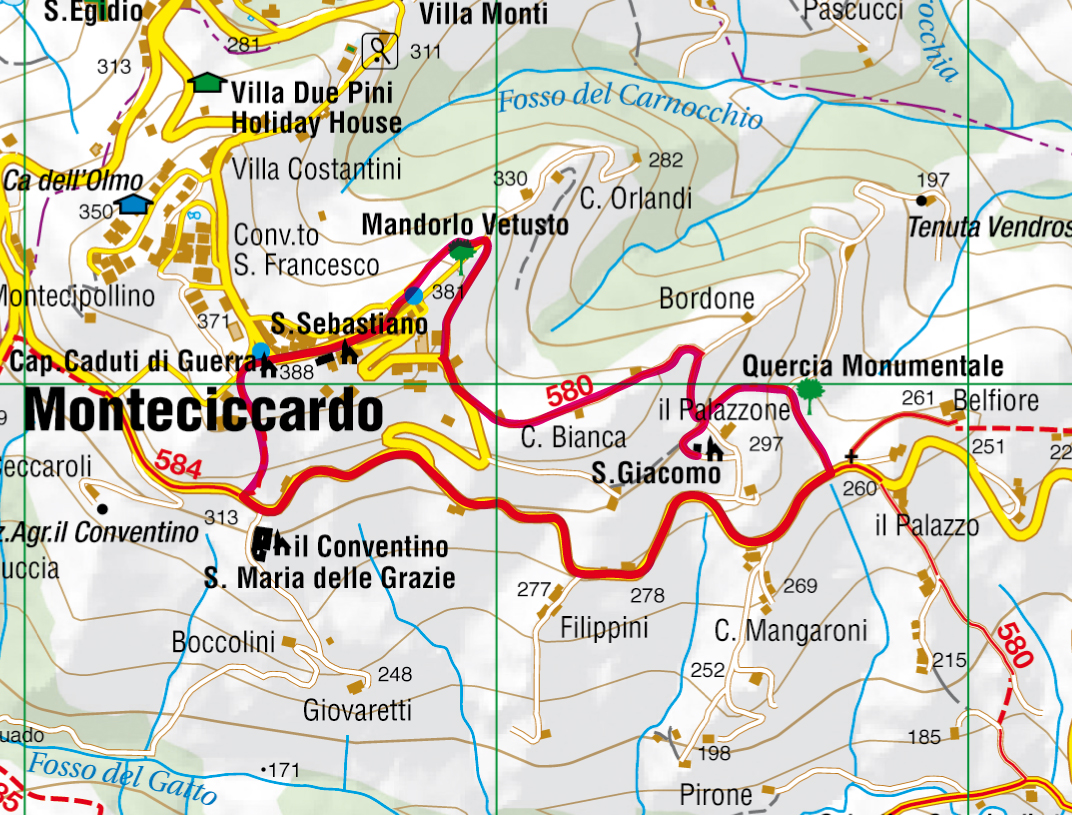 S.Egidio
Villa Monti
Pascucci
281
311
313
rocchia
Villa Due Pini
Holiday House
Fosso del Carnocchio
Villa Costantini
282
330
197
Ca dell'Olmo
C. Orlandi
350
Mandorlo Vetusto
Tenuta Vendros
Conv.to
S. Francesco
8
Montecipollino
381
Bordone
371
S.Sebastiano
Cap.Caduti di Guerra
388
Quercia Monumentale
580
261
Belfiore
Monteciccardo
il Palazzone
9
C. Bianca
297
251
22
eccaroli
584
S.Giacomo
260
313
z.Agr.il Conventino
il Palazzo
il Conventino
uccia
S. Maria delle Grazie
277
278
269
Filippini
C. Mangaroni
580
Boccolini
248
252
215
Giovaretti
uado
185
198
Fosso del Gatto
171
85
Pirone